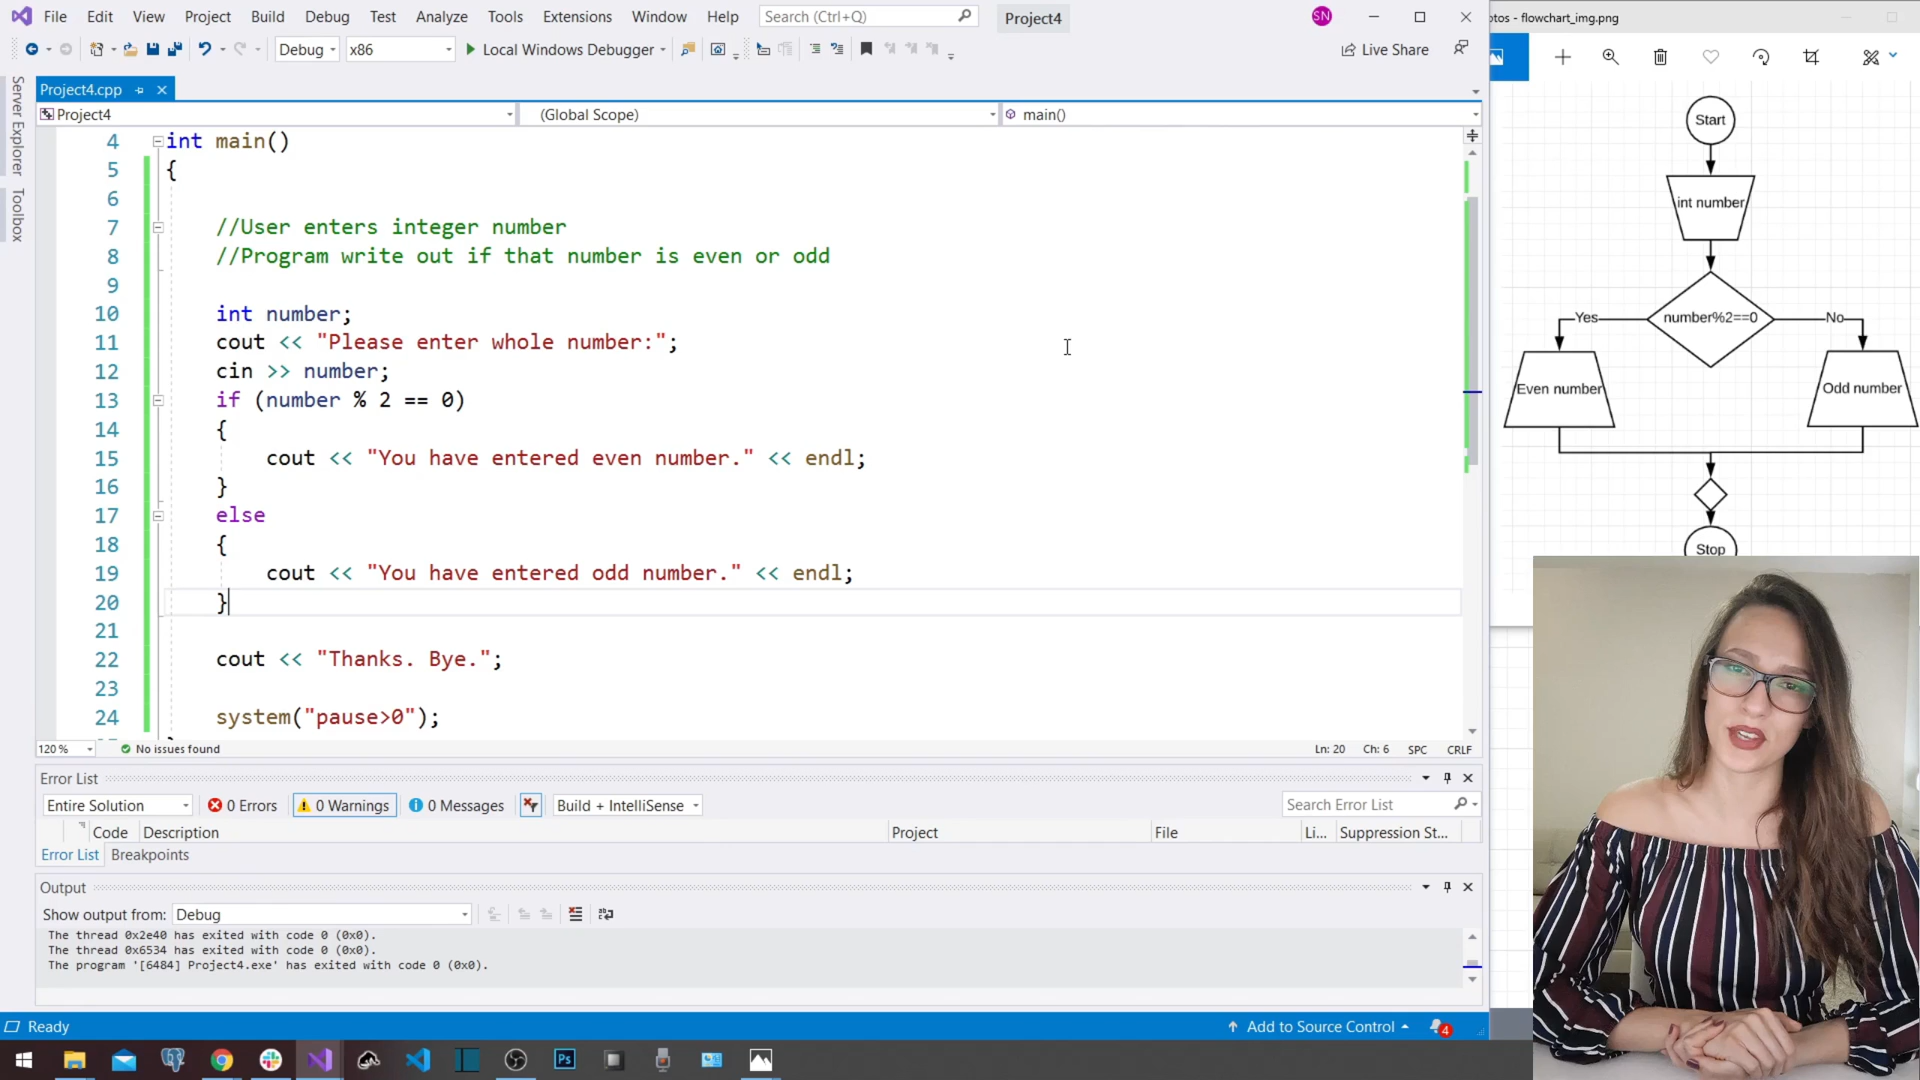 File Edit View Project Build Debug Test Analyze Tools Extensions Window Help Search (Ctrl+Q) Project4 SN
otos - flowchart_img.png
Debug x86 Local Windows Debugger Live Share
Project4.cpp
Project4 (Global Scope) main()
Server Explorer
Toolbox
4 int main()
5 {
6
7 //User enters integer number
8 //Program write out if that number is even or odd
9
10 int number;
11 cout << "Please enter whole number:";
12 cin >> number;
13 if (number % 2 == 0)
14 {
15 cout << "You have entered even number." << endl;
16 }
17 else
18 {
19 cout << "You have entered odd number." << endl;
20 }
21
22 cout << "Thanks. Bye.";
23
24 system("pause>0");
120 % No issues found Ln: 20 Ch: 6 SPC CRLF
Error List
Entire Solution 0 Errors 0 Warnings 0 Messages Build + IntelliSense Search Error List
Code Description Project File Li... Suppression St...
Error List Breakpoints
Output
Show output from: Debug
The thread 0x2e40 has exited with code 0 (0x0).
The thread 0x6534 has exited with code 0 (0x0).
The program '[6484] Project4.exe' has exited with code 0 (0x0).
Ready Add to Source Control 4
Ps
Start
int number
number%2==0
Yes
No
Even number
Odd number
Stop